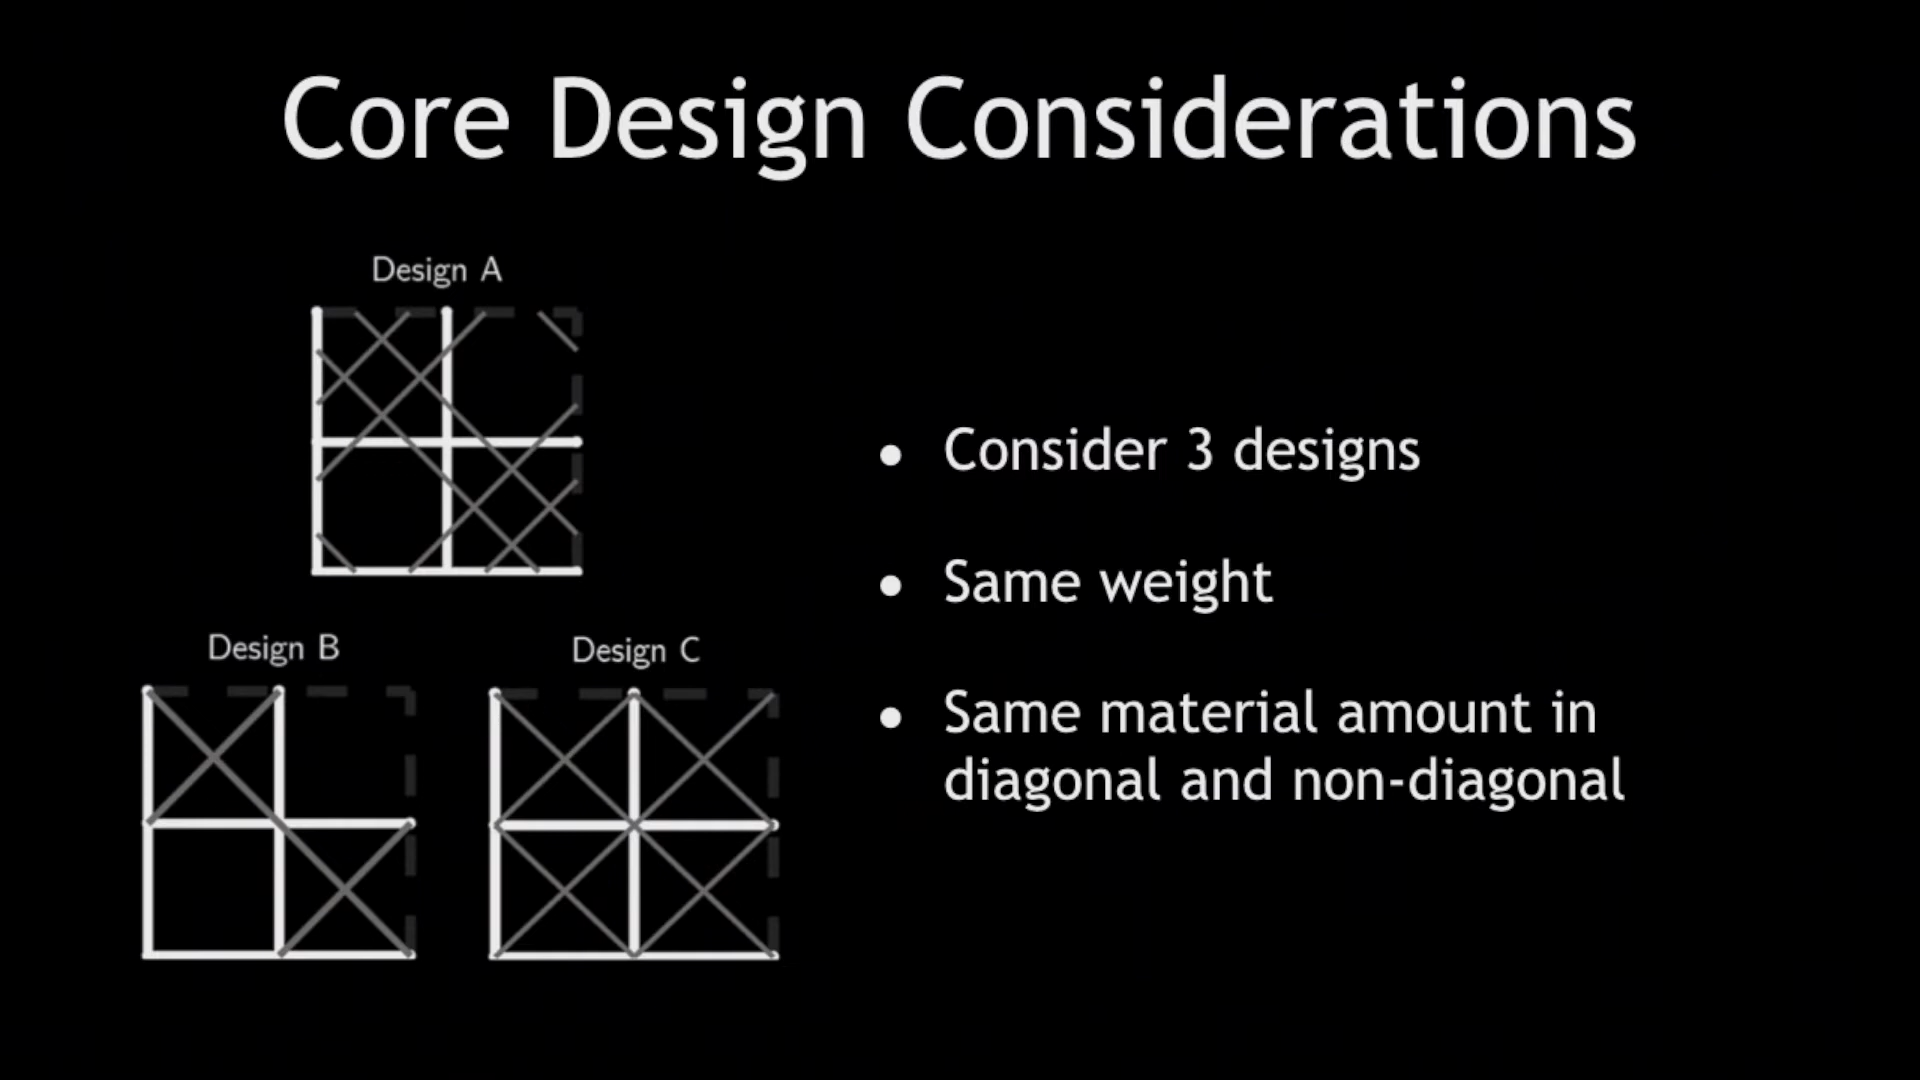 Core Design Considerations
Design A
Design B
Design C
• Consider 3 designs
• Same weight
• Same material amount in
diagonal and non-diagonal